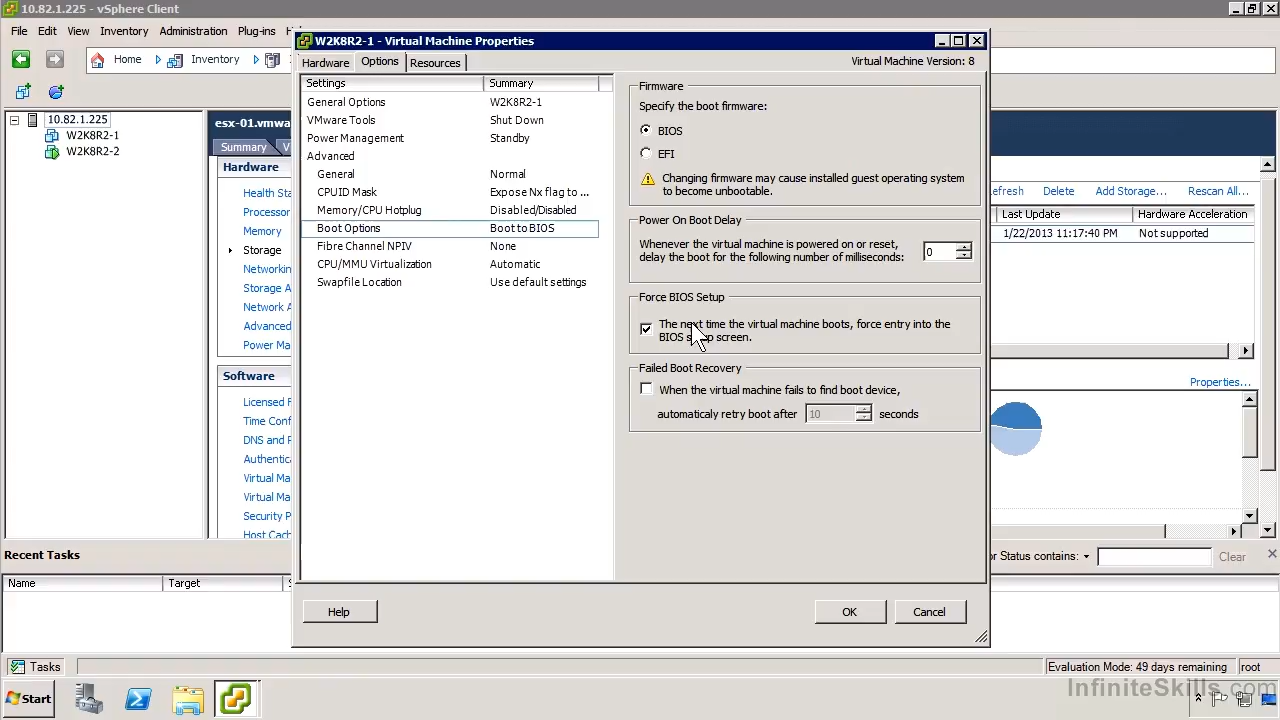 10.82.1.225 - vSphere Client
File Edit View Inventory Administration Plug-ins
Home Inventory
10.82.1.225
W2K8R2-1
W2K8R2-2
esx-01.vmwa
Summary
Hardware
Health Sta
Processor
Memory
Storage
Networkin
Storage A
Network A
Advanced
Power Ma
Software
Licensed F
Time Conf
DNS and R
Authentic
Virtual Ma
Virtual Ma
Security P
Host Cac
W2K8R2-1 - Virtual Machine Properties
Hardware Options Resources
Virtual Machine Version: 8
Settings Summary
General Options W2K8R2-1
VMware Tools Shut Down
Power Management Standby
Advanced
General Normal
CPUID Mask Expose Nx flag to ...
Memory/CPU Hotplug Disabled/Disabled
Boot Options Boot to BIOS
Fibre Channel NPIV None
CPU/MMU Virtualization Automatic
Swapfile Location Use default settings
Firmware
Specify the boot firmware:
BIOS
EFI
Changing firmware may cause installed guest operating system
to become unbootable.
Power On Boot Delay
Whenever the virtual machine is powered on or reset,
delay the boot for the following number of milliseconds:
0
Force BIOS Setup
The next time the virtual machine boots, force entry into the
BIOS setup screen.
Failed Boot Recovery
When the virtual machine fails to find boot device,
automaticaly retry boot after 10 seconds
Help OK Cancel
efresh Delete Add Storage... Rescan All...
Last Update Hardware Acceleration
1/22/2013 11:17:40 PM Not supported
Properties...
Recent Tasks
or Status contains: Clear
Name Target S
Tasks
Evaluation Mode: 49 days remaining root
Start
InfiniteSkills.com